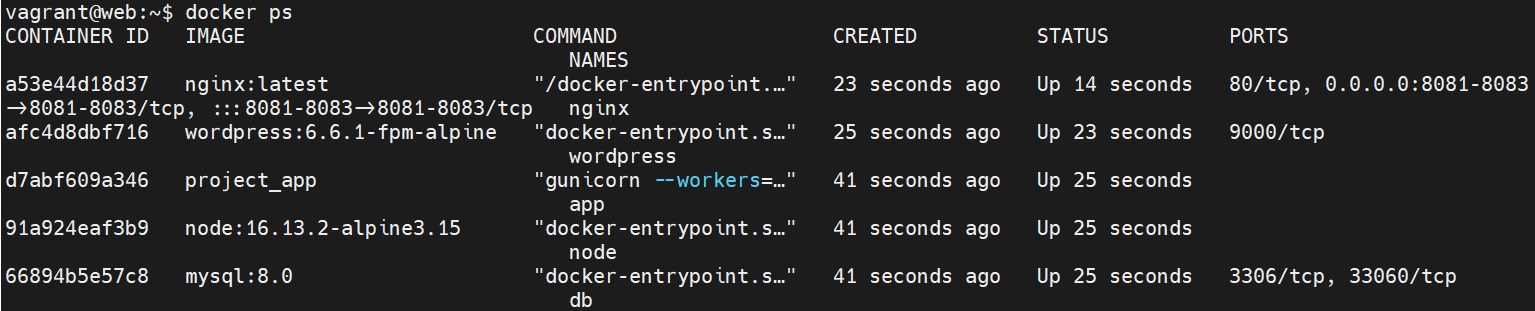 vagrant@web:~$ docker ps
CONTAINER ID   IMAGE                        COMMAND                  CREATED          STATUS          PORTS
                                               NAMES
a53e44d18d37   nginx:latest                 "/docker-entrypoint.…"   23 seconds ago   Up 14 seconds   80/tcp, 0.0.0.0:8081-8083
->8081-8083/tcp, :::8081-8083->8081-8083/tcp   nginx
afc4d8dbf716   wordpress:6.6.1-fpm-alpine   "docker-entrypoint.s…"   25 seconds ago   Up 23 seconds   9000/tcp
                                               wordpress
d7abf609a346   project_app                  "gunicorn --workers=…"   41 seconds ago   Up 25 seconds
                                               app
91a924eaf3b9   node:16.13.2-alpine3.15      "docker-entrypoint.s…"   41 seconds ago   Up 25 seconds
                                               node
66894b5e57c8   mysql:8.0                    "docker-entrypoint.s…"   41 seconds ago   Up 25 seconds   3306/tcp, 33060/tcp
                                               db